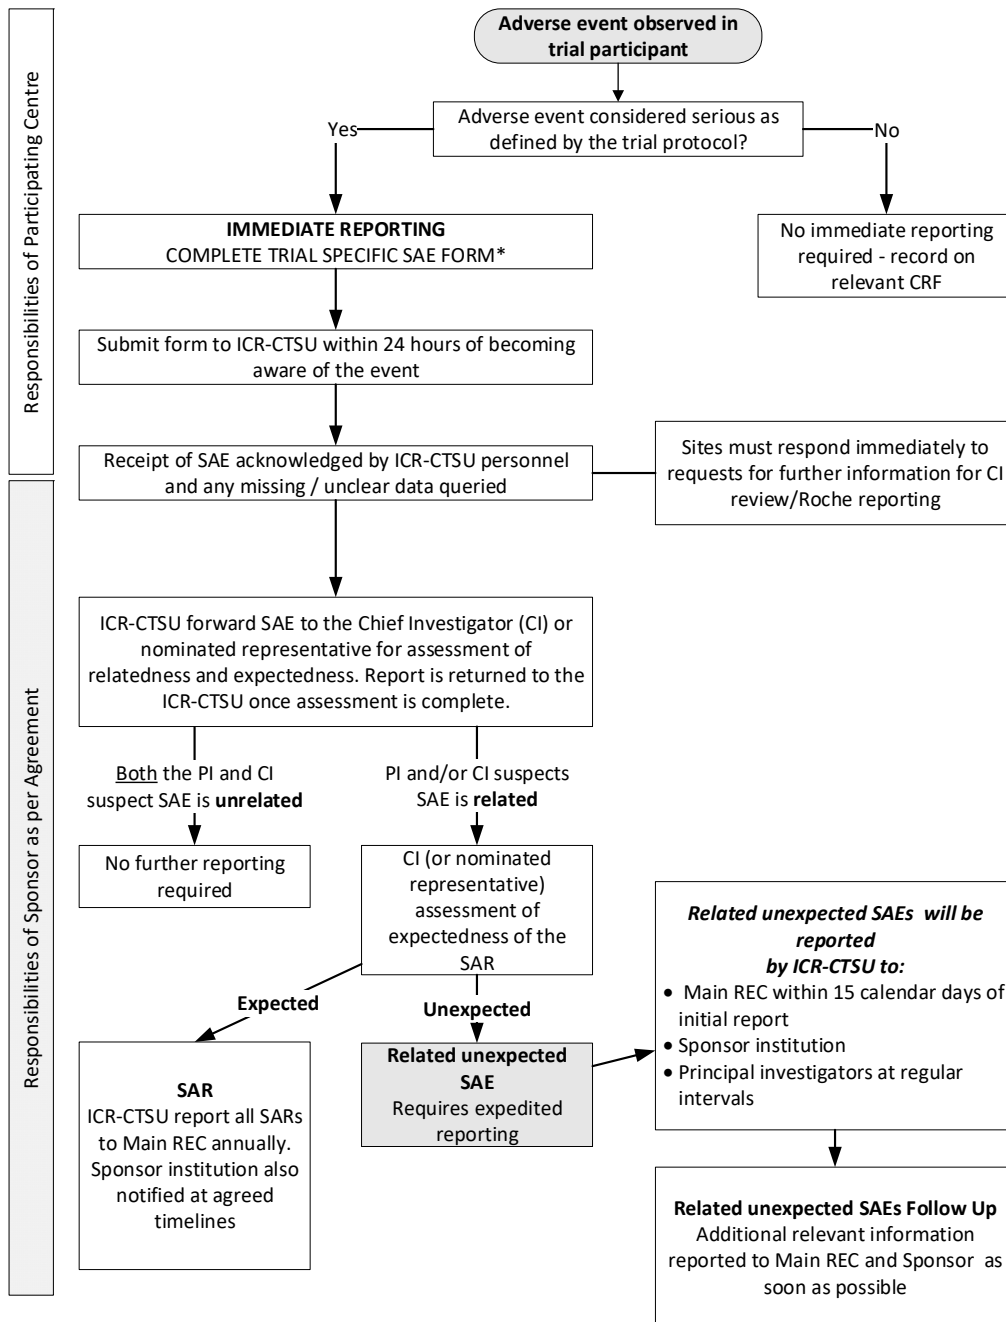 Responsibilities of Participating Centre
Adverse event observed in
trial participant
Adverse event considered serious as
defined by the trial protocol?
Yes
No
IMMEDIATE REPORTING
COMPLETE TRIAL SPECIFIC SAE FORM*
No immediate reporting
required - record on
relevant CRF
Submit form to ICR-CTSU within 24 hours of becoming
aware of the event
Receipt of SAE acknowledged by ICR-CTSU personnel
and any missing / unclear data queried
Sites must respond immediately to
requests for further information for CI
review/Roche reporting
Responsibilities of Sponsor as per Agreement
ICR-CTSU forward SAE to the Chief Investigator (CI) or
nominated representative for assessment of
relatedness and expectedness. Report is returned to the
ICR-CTSU once assessment is complete.
Both the PI and CI
suspect SAE is unrelated
PI and/or CI suspects
SAE is related
No further reporting
required
CI (or nominated
representative)
assessment of
expectedness of the
SAR
Expected
Unexpected
SAR
ICR-CTSU report all SARs
to Main REC annually.
Sponsor institution also
notified at agreed
timelines
Related unexpected
SAE
Requires expedited
reporting
Related unexpected SAEs will be
reported
by ICR-CTSU to:
• Main REC within 15 calendar days of
initial report
• Sponsor institution
• Principal investigators at regular
intervals
Related unexpected SAEs Follow Up
Additional relevant information
reported to Main REC and Sponsor as
soon as possible